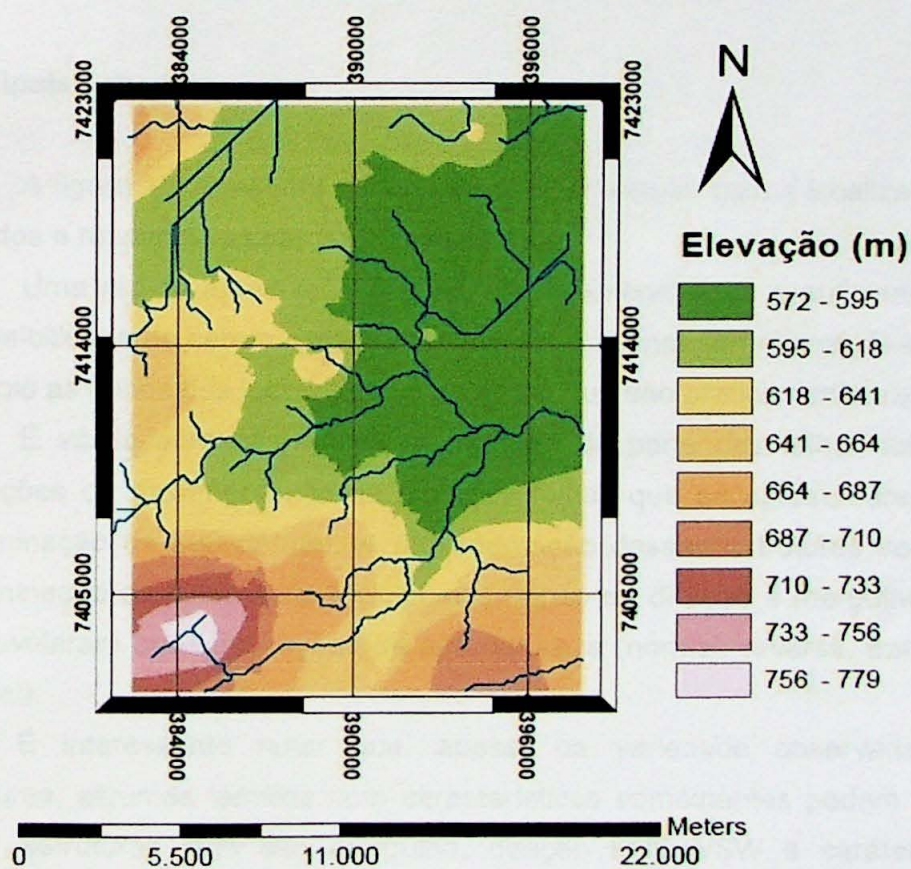 384000
390000
396000
N
7423000
7423000
Elevação (m)
572 - 595
595 - 618
618 - 641
7414000
7414000
641 - 664
664 - 687
687 - 710
7405000
7405000
710 - 733
733 - 756
756 - 779
384000
390000
396000
Meters
0
5.500
11.000
22.000